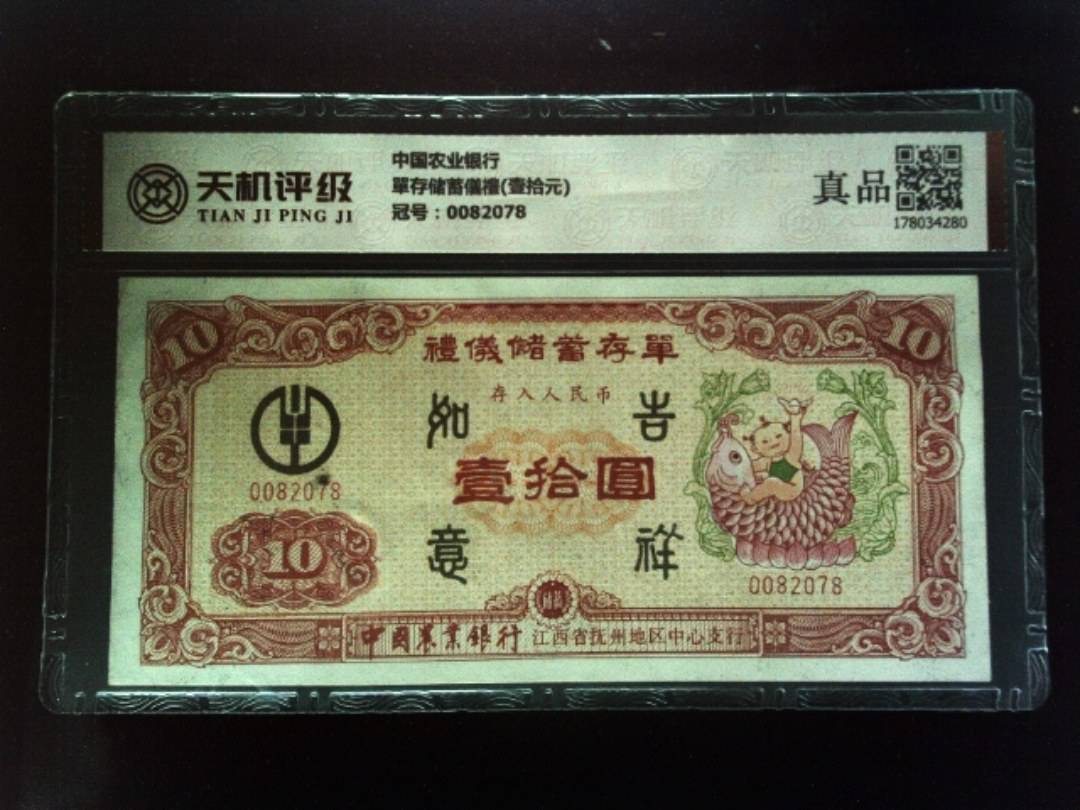 天机评级
TIAN JI PING JI
中国农业银行
單存储蓄儀禮(壹拾元)
冠号：0082078
真品
178034280
10
10
禮儀儲蓄存單
存入人民币
如
吉
壹拾圓
0082078
10
意
祥
0082078
中國農業銀行 江西省抚州地区中心支行